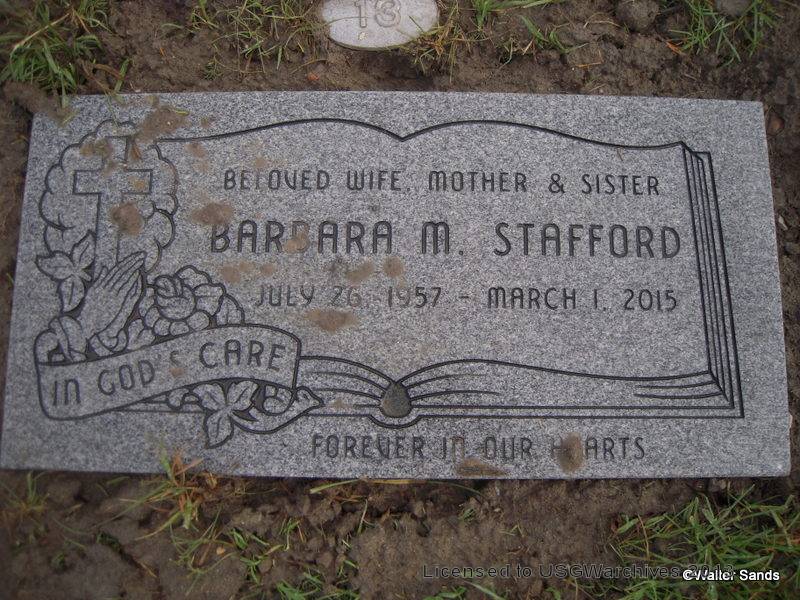 13
BELOVED WIFE, MOTHER & SISTER
BARBARA M. STAFFORD
JULY 26, 1957 - MARCH 1, 2015
IN GOD'S CARE
FOREVER IN OUR HEARTS
Licensed to USGWarchives 2013
©Walter Sands